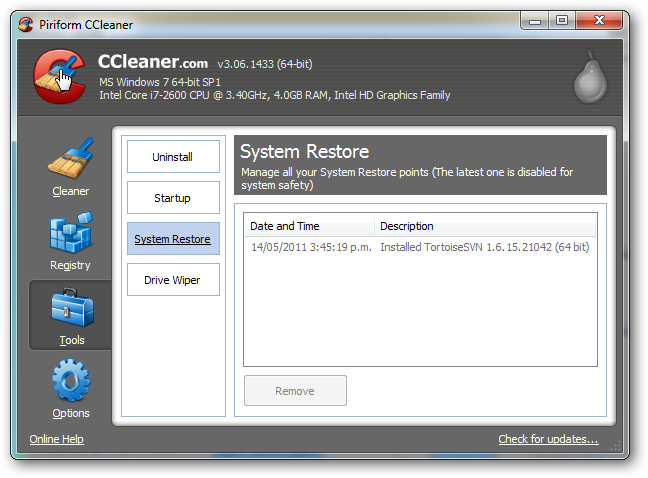 Piriform CCleaner
CCleaner.com v3.06.1433 (64-bit)
MS Windows 7 64-bit SP1
Intel Core i7-2600 CPU @ 3.40GHz, 4.0GB RAM, Intel HD Graphics Family
Cleaner
Registry
Tools
Options
Uninstall
Startup
System Restore
Drive Wiper
System Restore
Manage all your System Restore points (The latest one is disabled for
system safety)
Date and Time Description
14/05/2011 3:45:19 p.m. Installed TortoiseSVN 1.6.15.21042 (64 bit)
Remove
Online Help
Check for updates...